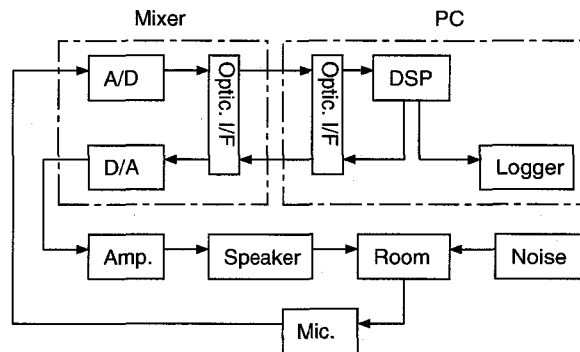 Mixer
PC
A/D
Optic. I/F
Optic. I/F
DSP
D/A
Logger
Amp.
Speaker
Room
Noise
Mic.